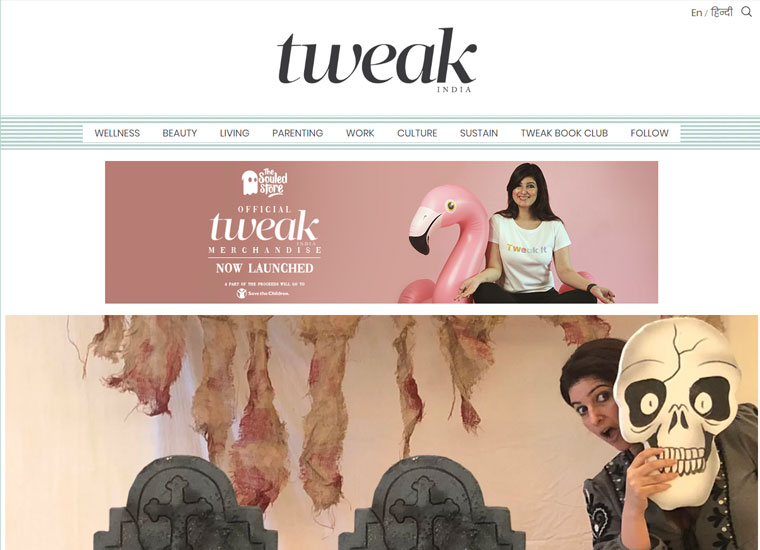 En / हिन्दी
tweak
INDIA
WELLNESS BEAUTY LIVING PARENTING WORK CULTURE SUSTAIN TWEAK BOOK CLUB FOLLOW
The
Souled
Store
OFFICIAL
tweak
INDIA
MERCHANDISE
NOW LAUNCHED
A PART OF THE PROCEEDS WILL GO TO
Save the Children.
Tweak it